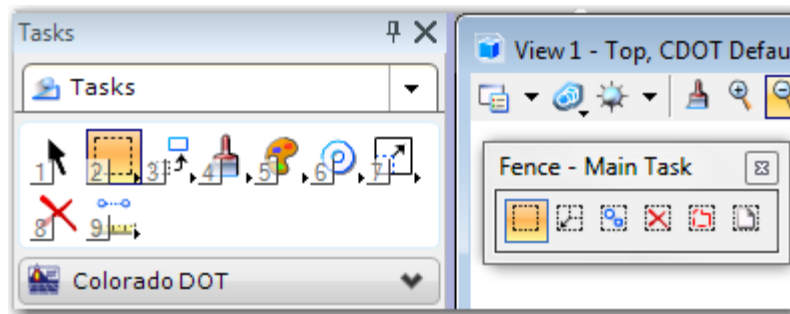 Tasks
Tasks
1 2 3 4 5 6 7
8 9
Colorado DOT
View 1 - Top, CDOT Defau
Fence - Main Task